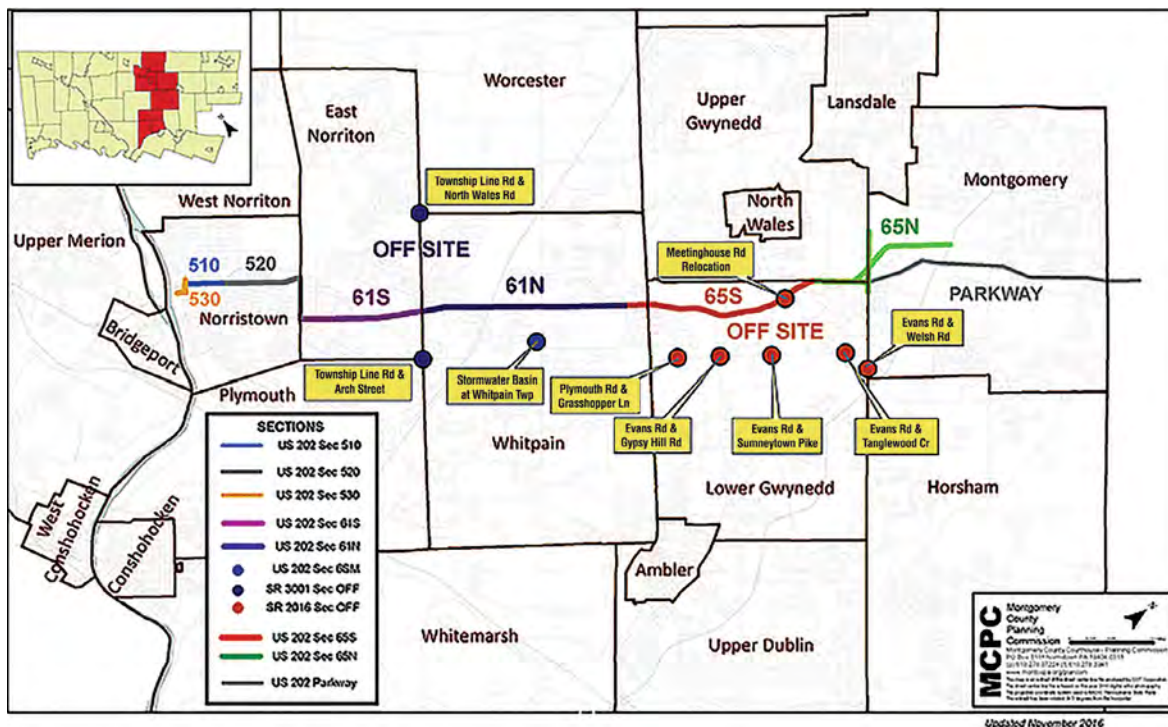 Worcester
Upper
Gwynedd
Lansdale
East
Norriton
Montgomery
Township Line Rd &
North Wales Rd
West Norriton
North
Wales
Upper Merion
OFF SITE
65N
Meetinghouse Rd
Relocation
510
520
530
61S
61N
65S
PARKWAY
Norristown
OFF SITE
Bridgeport
Evans Rd &
Welsh Rd
Township Line Rd &
Arch Street
Stormwater Basin
at Whitpain Twp
Plymouth Rd &
Grasshopper Ln
Plymouth
Evans Rd &
Gypsy Hill Rd
Evans Rd &
Sumneytown Pike
Evans Rd &
Tanglewood Cr
Whitpain
Lower Gwynedd
Horsham
SECTIONS
US 202 Sec 510
US 202 Sec 520
US 202 Sec 530
US 202 Sec 61S
US 202 Sec 61N
US 202 Sec 6SM
SR 3001 Sec OFF
SR 2016 Sec OFF
US 202 Sec 65S
US 202 Sec 65N
US 202 Parkway
West
Conshohocken
Conshohocken
Ambler
Whitemarsh
Upper Dublin
MCPC
Montgomery
County
Planning
Commission
Montgomery County Courthouse - Planning Commission
Updated November 2016